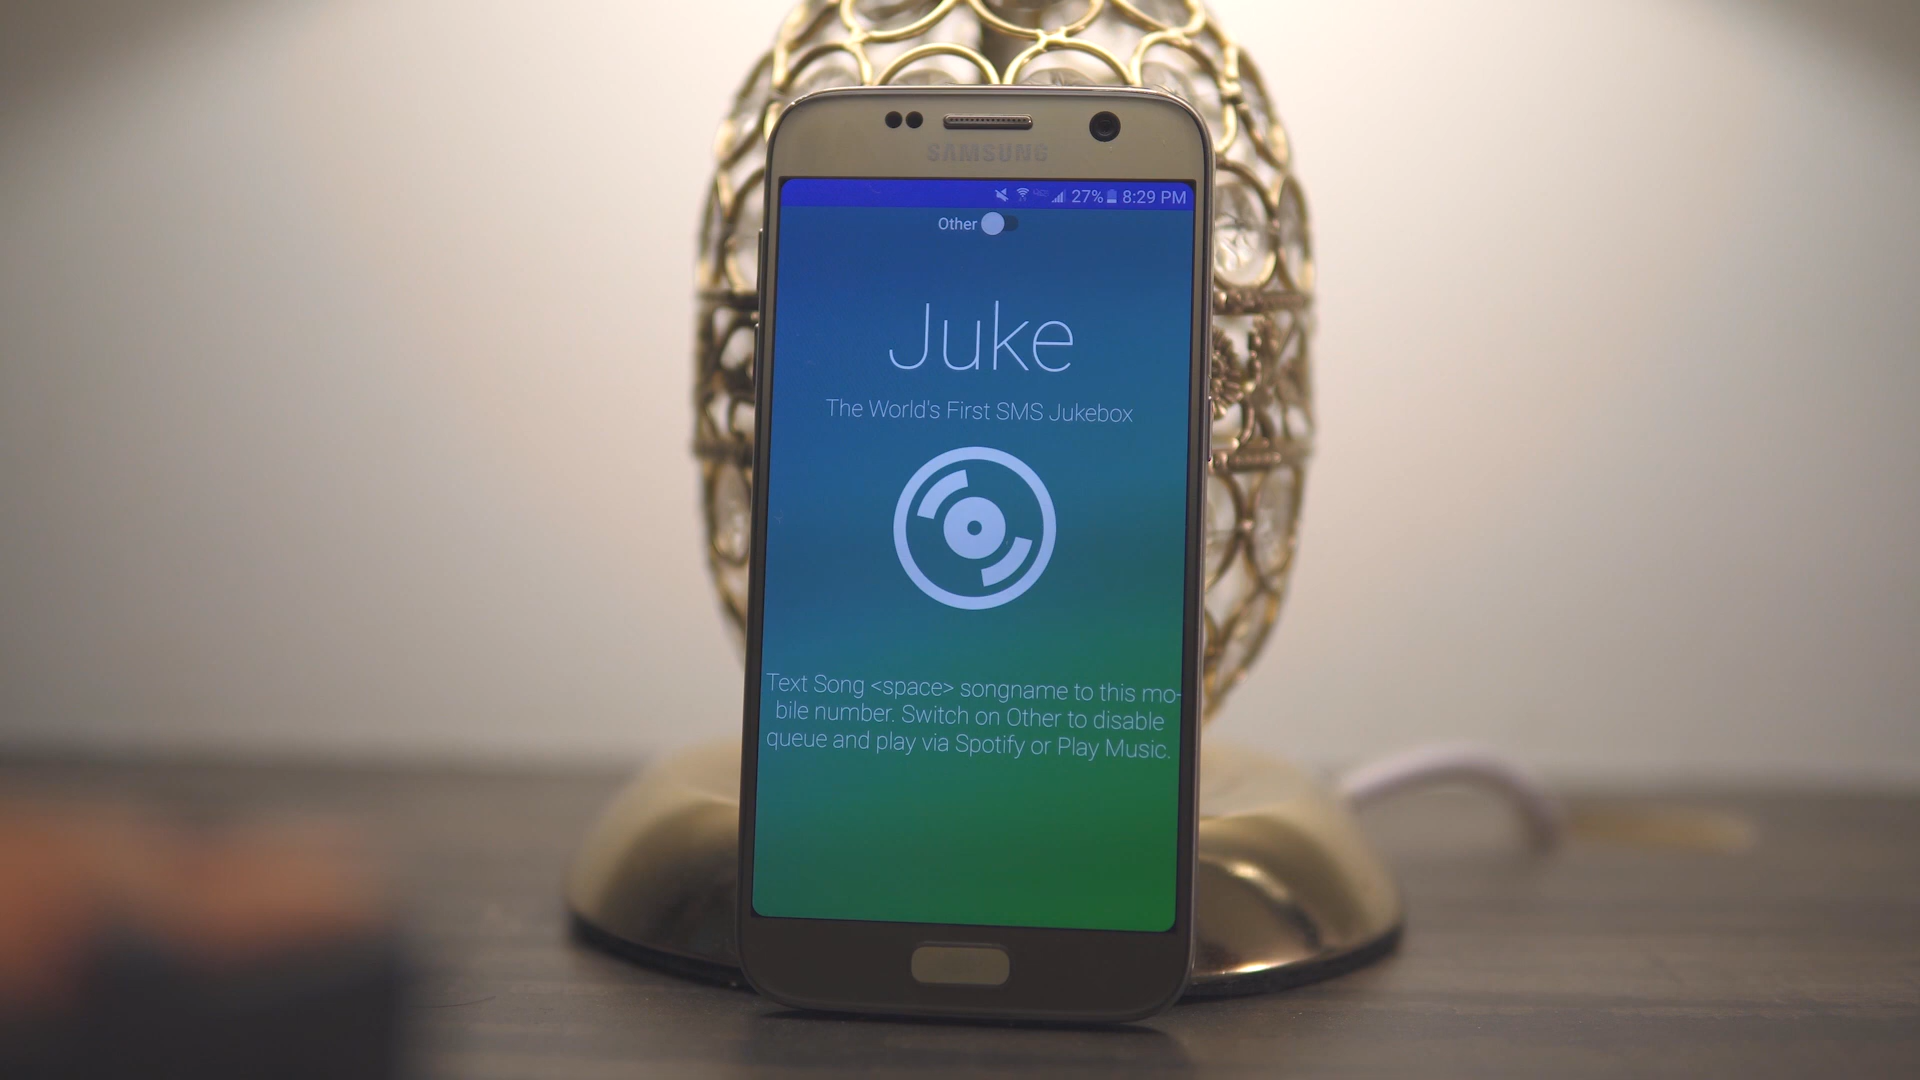 SAMSUNG
27% 8:29 PM
Other
Juke
The World's First SMS Jukebox
Text Song <space> songname to this mo-
bile number. Switch on Other to disable
queue and play via Spotify or Play Music.